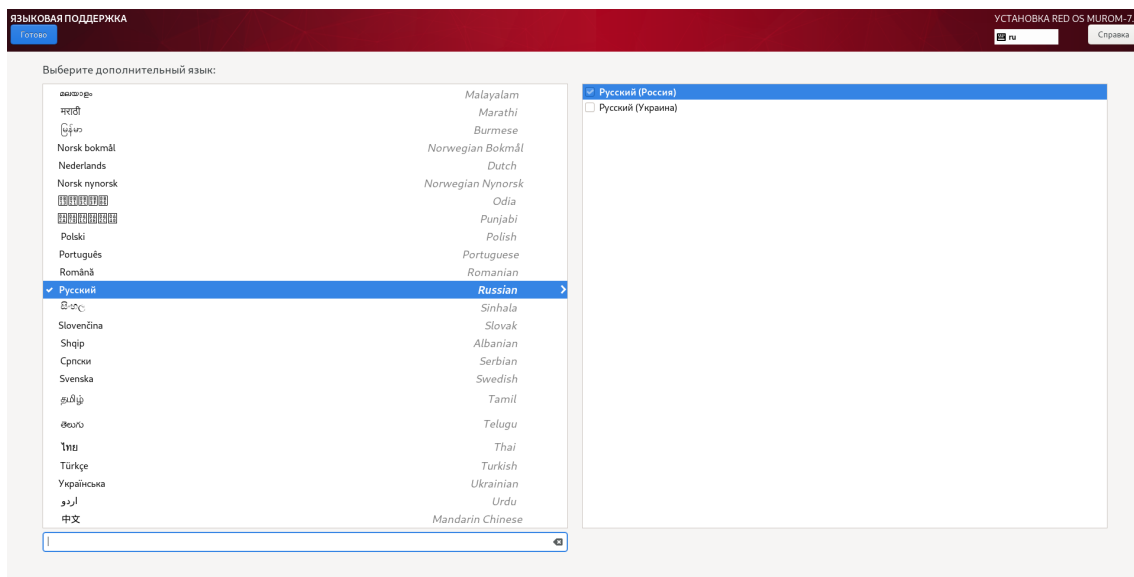 ЯЗЫКОВАЯ ПОДДЕРЖКА
УСТАНОВКА RED OS MUROM-7.
Готово
ru
Справка
Выберите дополнительный язык:
മലയാളം Malayalam
मराठी Marathi
မြန်မာ Burmese
Norsk bokmål Norwegian Bokmål
Nederlands Dutch
Norsk nynorsk Norwegian Nynorsk
Odia
Punjabi
Polski Polish
Português Portuguese
Română Romanian
Русский Russian
සිංහල Sinhala
Slovenčina Slovak
Shqip Albanian
Српски Serbian
Svenska Swedish
தமிழ் Tamil
తెలుగు Telugu
ไทย Thai
Türkçe Turkish
Українська Ukrainian
اردو Urdu
中文 Mandarin Chinese
Русский (Россия)
Русский (Украина)